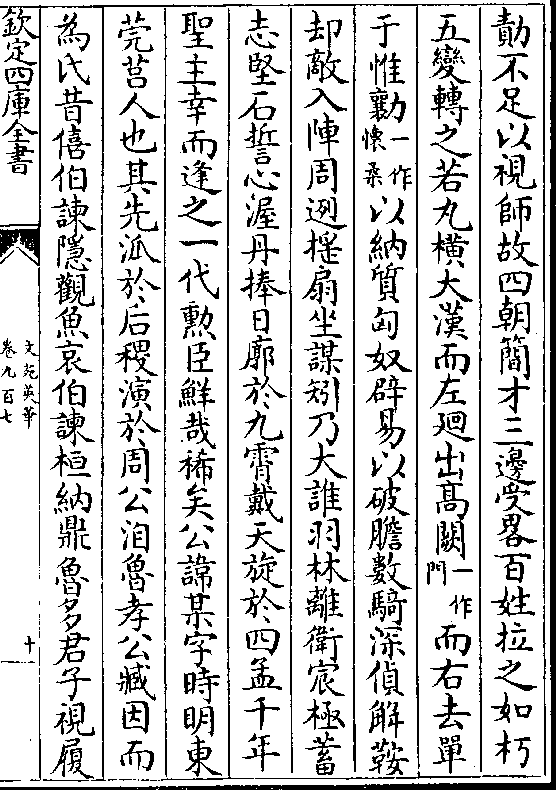 勣不足以視師故四朝簡才三邊受畧百姓拉之如朽
五變轉之若丸横大漢而左廻出髙闕一作門而右去單
于惟勷一作懷桑以納質匈奴辟易以破膽數騎深偵解鞍
却敵入陣周遊揺扇坐謀矧乃大誰羽林離衛宸極蓄
志堅石誓心渥丹捧日廓於九霄戴天旋於四孟千年
聖主幸而逢之一代勲臣鮮哉稀矣公諱某字時明東
莞莒人也其先泒於后稷演於周公洎魯孝公臧因而
為氏昔僖伯諫隱觀魚哀伯諫桓納鼎魯多君子視履
欽定四庫全書
文苑英華
卷九百七
十